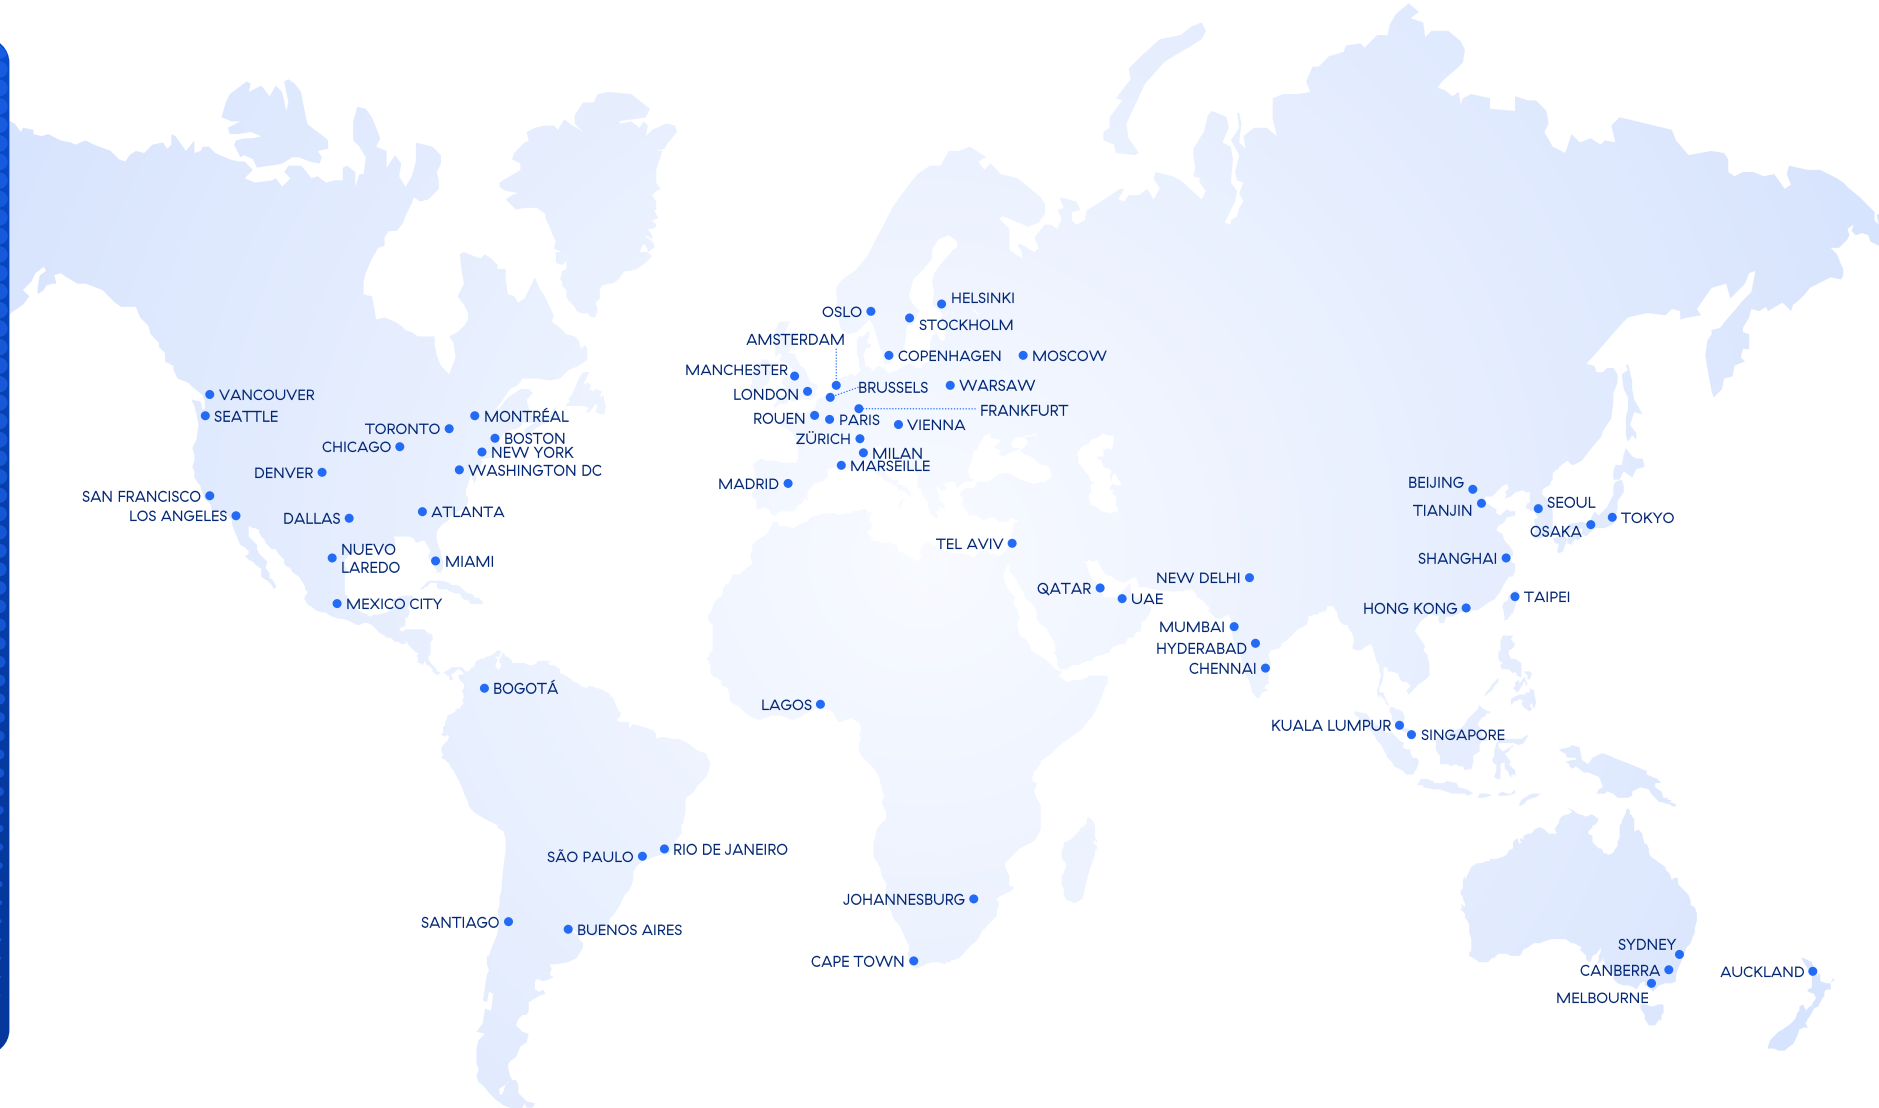 HELSINKI
OSLO
STOCKHOLM
AMSTERDAM
COPENHAGEN
MOSCOW
MANCHESTER
BRUSSELS
WARSAW
LONDON
VANCOUVER
FRANKFURT
SEATTLE
MONTRÉAL
ROUEN
PARIS
VIENNA
TORONTO
BOSTON
ZÜRICH
CHICAGO
NEW YORK
MILAN
MARSEILLE
WASHINGTON DC
DENVER
MADRID
BEIJING
SAN FRANCISCO
SEOUL
TIANJIN
ATLANTA
LOS ANGELES
DALLAS
TOKYO
OSAKA
TEL AVIV
NUEVO
LAREDO
MIAMI
SHANGHAI
NEW DELHI
QATAR
UAE
TAIPEI
MEXICO CITY
HONG KONG
MUMBAI
HYDERABAD
CHENNAI
BOGOTÁ
LAGOS
KUALA LUMPUR
SINGAPORE
RIO DE JANEIRO
SÃO PAULO
JOHANNESBURG
SANTIAGO
BUENOS AIRES
SYDNEY
CAPE TOWN
CANBERRA
AUCKLAND
MELBOURNE